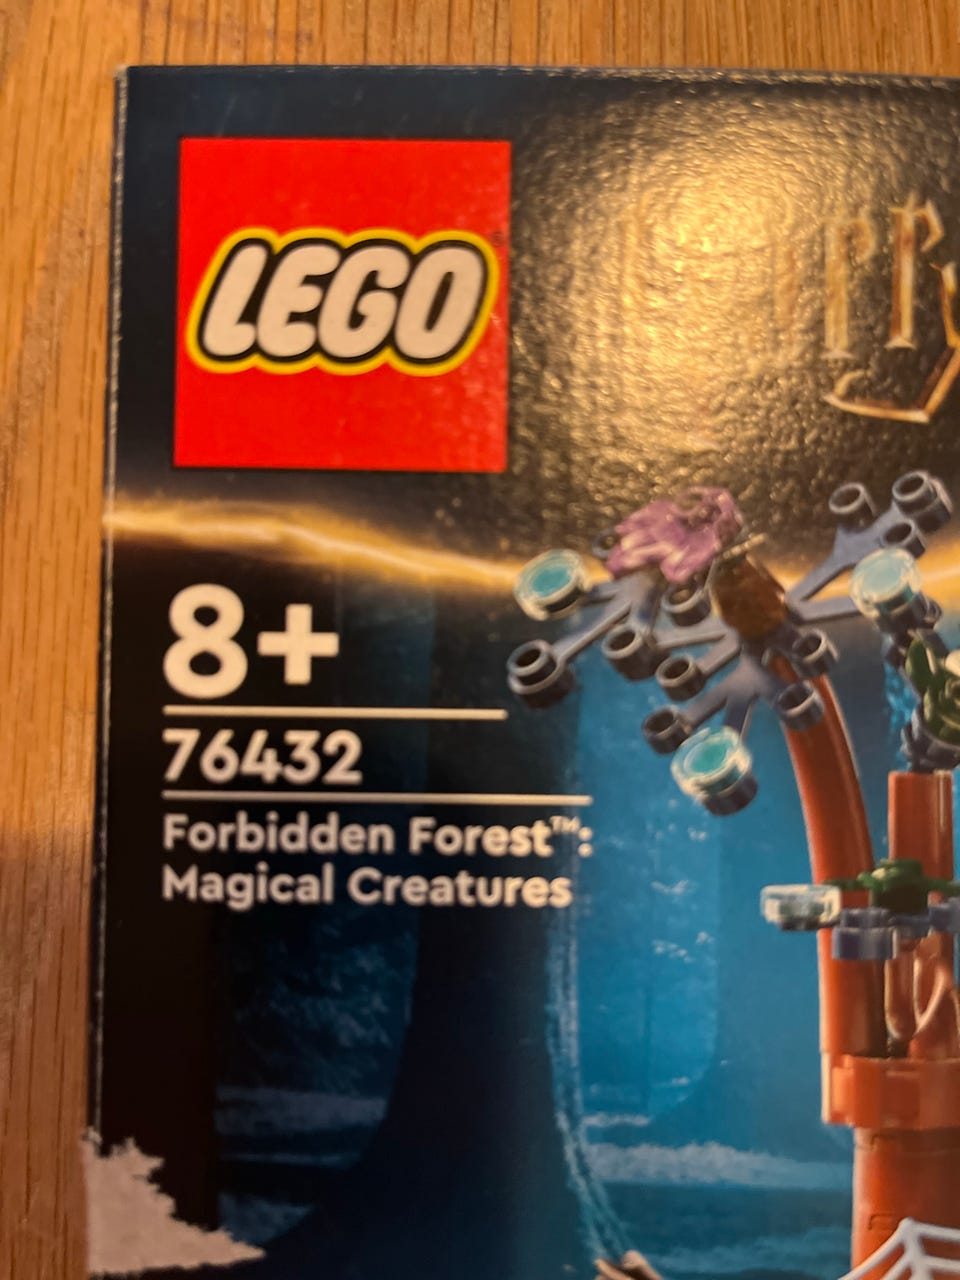 LEGO
8+
76432
Forbidden Forest™:
Magical Creatures